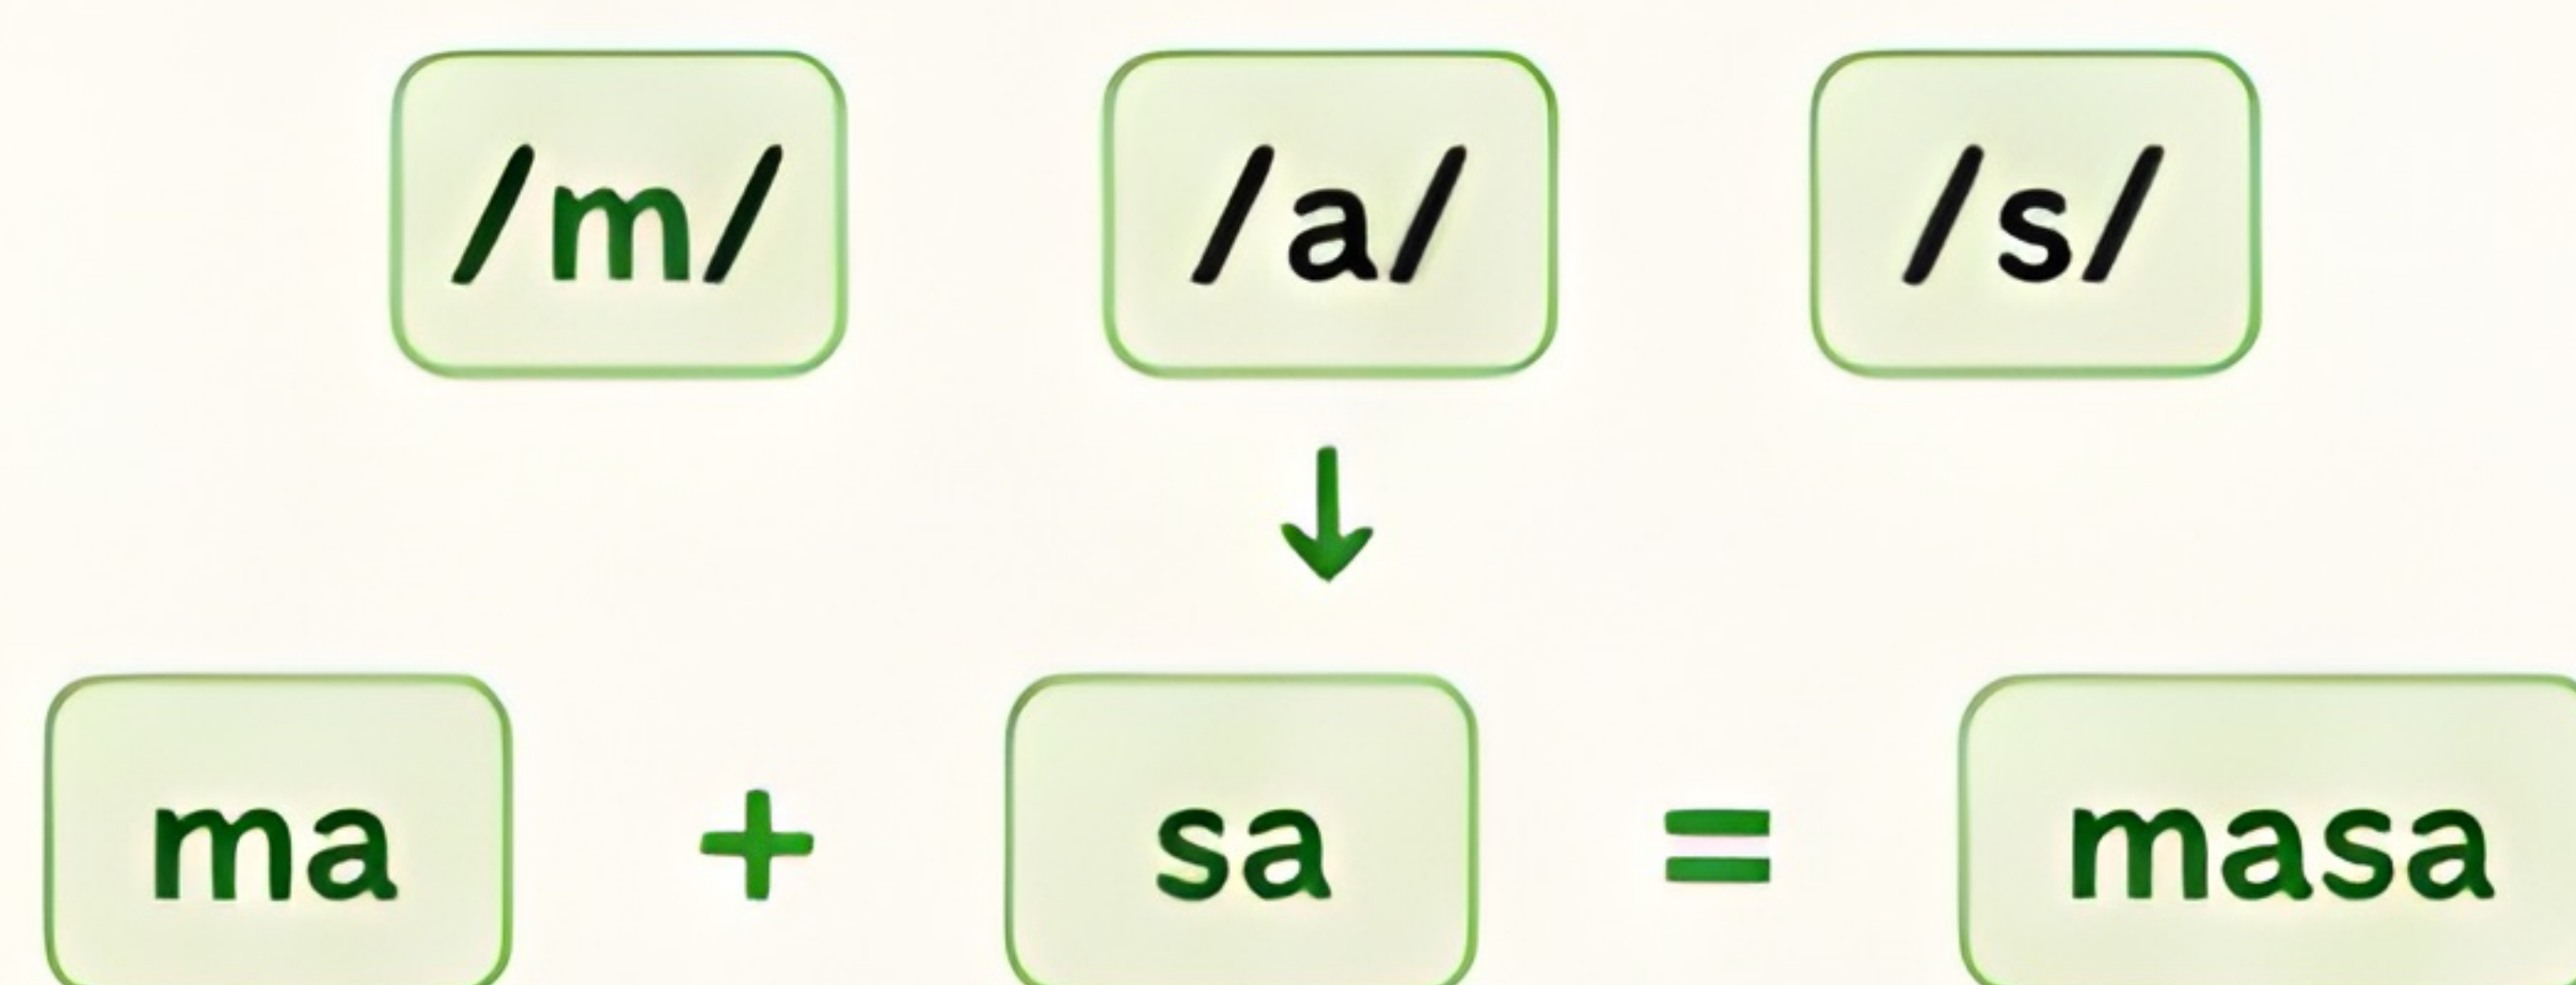 /m/ /a/ /s/
ma + sa = masa